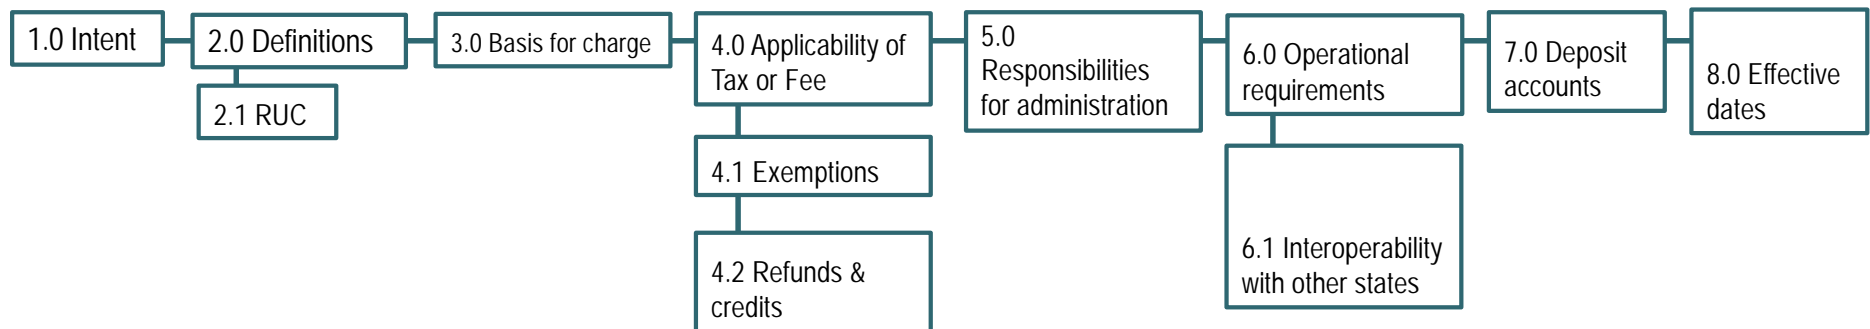 1.0 Intent
2.0 Definitions
2.1 RUC
3.0 Basis for charge
4.0 Applicability of
Tax or Fee
4.1 Exemptions
4.2 Refunds &
credits
5.0
Responsibilities
for administration
6.0 Operational
requirements
6.1 Interoperability
with other states
7.0 Deposit
accounts
8.0 Effective
dates